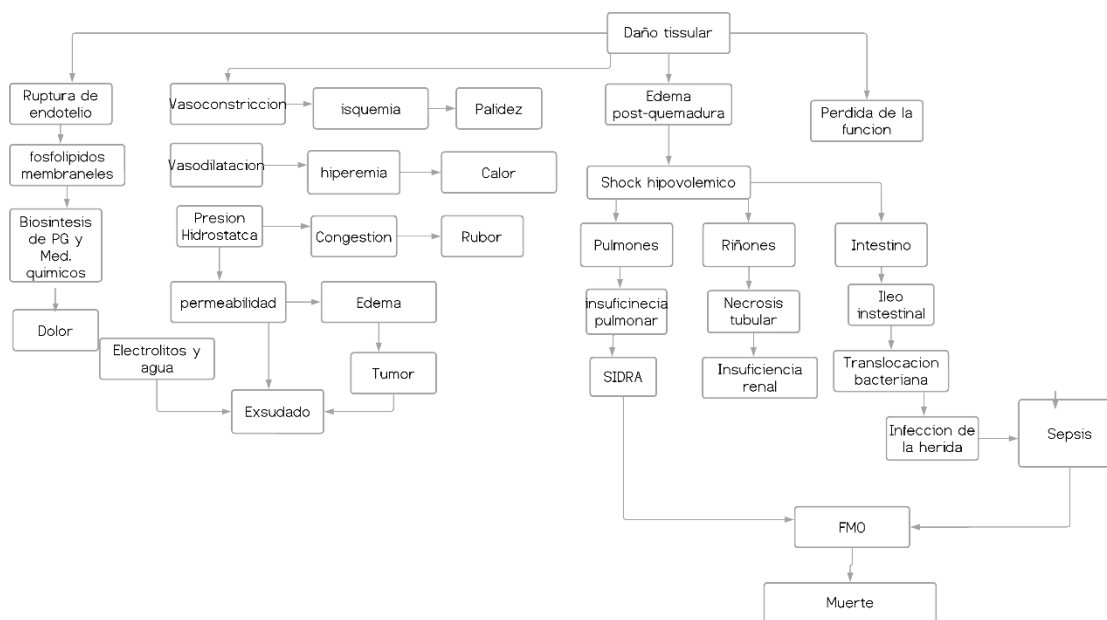 Daño tissular
Ruptura de
endotelio
Vasoconstriccion
isquemia
Palidez
Edema
post-quemadura
Perdida de la
funcion
fosfolipidos
membraneles
Vasodilatacion
hiperemia
Calor
Shock hipovolemico
Biosintesis
de PG y
Med.
quimicos
Presion
Hidrostatca
Congestion
Rubor
Pulmones
Riñones
Intestino
permeabilidad
Edema
insuficinecia
pulmonar
Necrosis
tubular
Ileo
instestinal
Dolor
Electrolitos y
agua
Tumor
SIDRA
Insuficiencia
renal
Translocacion
bacteriana
Exsudado
Infeccion de
la herida
Sepsis
FMO
Muerte